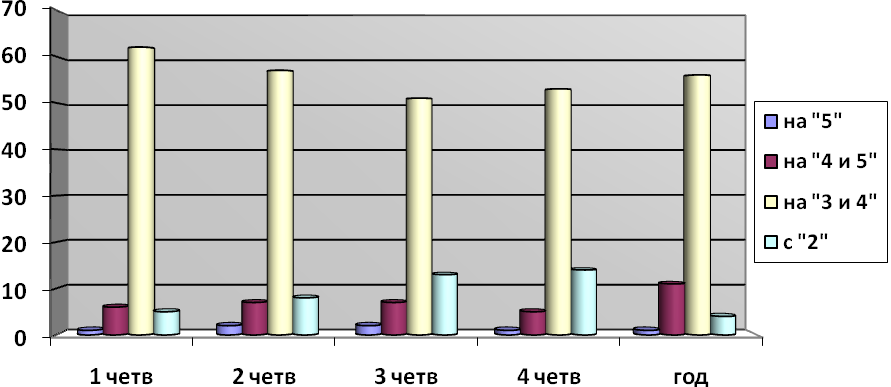 70
60
50
40
30
20
10
0
1 четв
2 четв
3 четв
4 четв
год
на "5"
на "4 и 5"
на "3 и 4"
с "2"